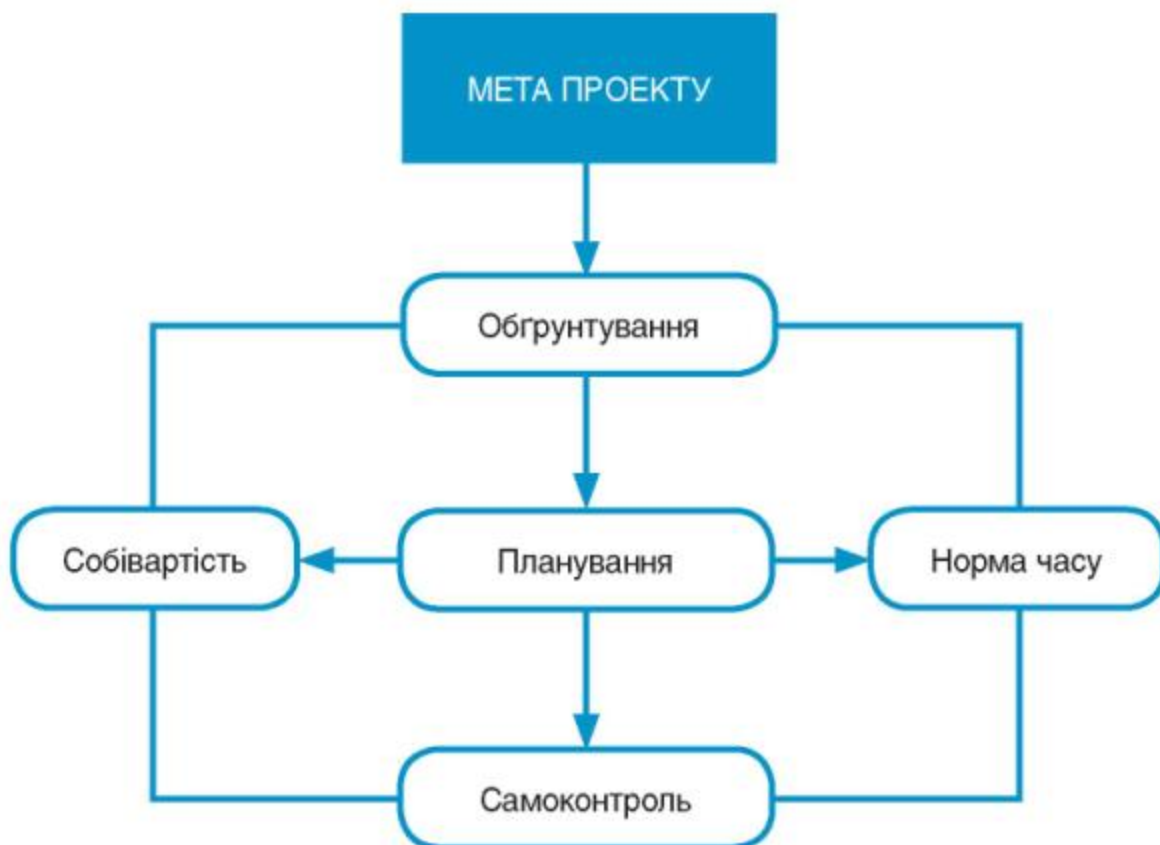 МЕТА ПРОЕКТУ
Обґрунтування
Собівартість
Планування
Норма часу
Самоконтроль